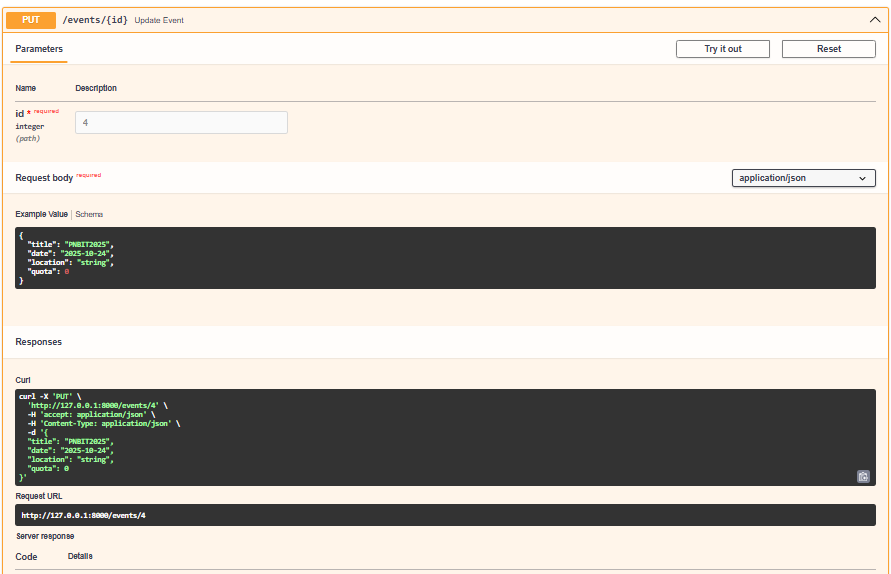 PUT /events/{id} Update Event
Parameters Try it out Reset
Name Description
id * required
integer
(path)
4
Request body required application/json
Example Value | Schema
{
"title": "PNBIT2025",
"date": "2025-10-24",
"location": "string",
"quota": 0
}
Responses
Curl
curl -X 'PUT' \
'http://127.0.0.1:8000/events/4' \
-H 'accept: application/json' \
-H 'Content-Type: application/json' \
-d '{
"title": "PNBIT2025",
"date": "2025-10-24",
"location": "string",
"quota": 0
}'
Request URL
http://127.0.0.1:8000/events/4
Server response
Code Details